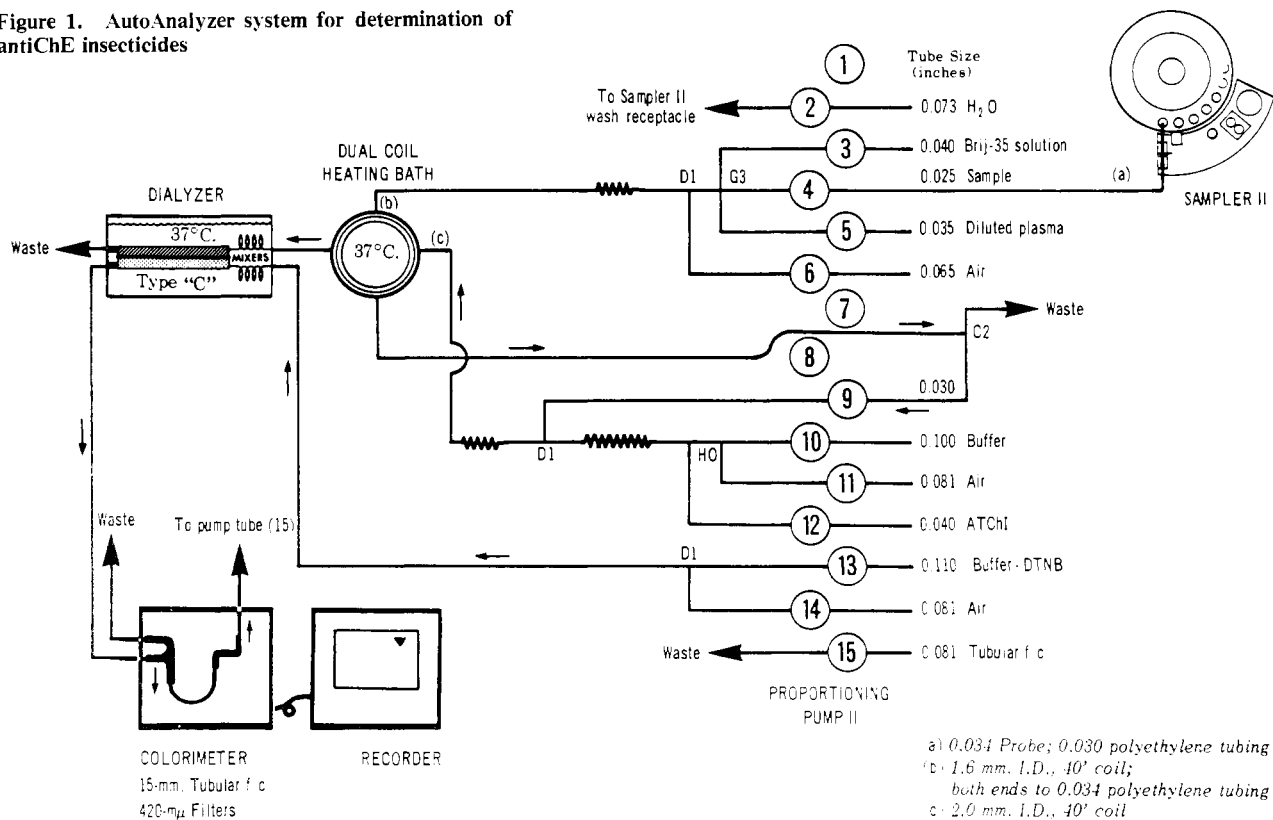 Figure 1. AutoAnalyzer system for determination of
antiChE insecticides
1
Tube Size
(inches)
To Sampler II
wash receptacle
2
0.073 H2O
3
0.040 Brij-35 solution
D1
G3
4
0.025 Sample
(a)
SAMPLER II
5
0.035 Diluted plasma
6
0.065 Air
DUAL COIL
HEATING BATH
(b)
(c)
37°C.
DIALYZER
37°C.
MIXERS
Type "C"
Waste
7
Waste
C2
8
9
0.030
D1
HO
10
0.100 Buffer
11
0.081 Air
12
0.040 ATChI
D1
13
0.110 Buffer-DTNB
14
0.081 Air
Waste
15
0.081 Tubular f c
PROPORTIONING
PUMP II
Waste
To pump tube (15)
COLORIMETER
15-mm. Tubular f c
420-mμ Filters
RECORDER
a) 0.034 Probe; 0.030 polyethylene tubing
(b) 1.6 mm. I.D., 40' coil;
both ends to 0.034 polyethylene tubing
c) 2.0 mm. I.D., 40' coil